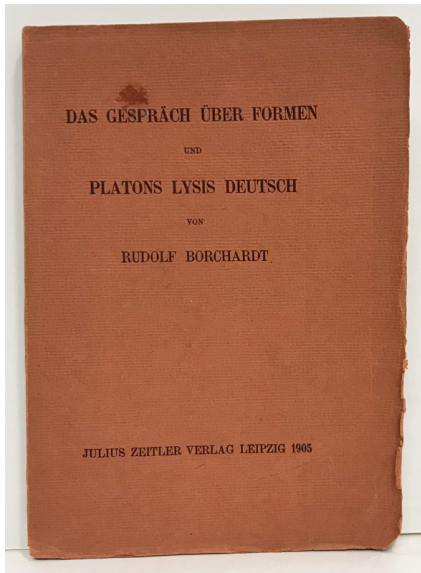 DAS GESPRÄCH ÜBER FORMEN
UND
PLATONS LYSIS DEUTSCH
VON
RUDOLF BORCHARDT
JULIUS ZEITLER VERLAG LEIPZIG 1905